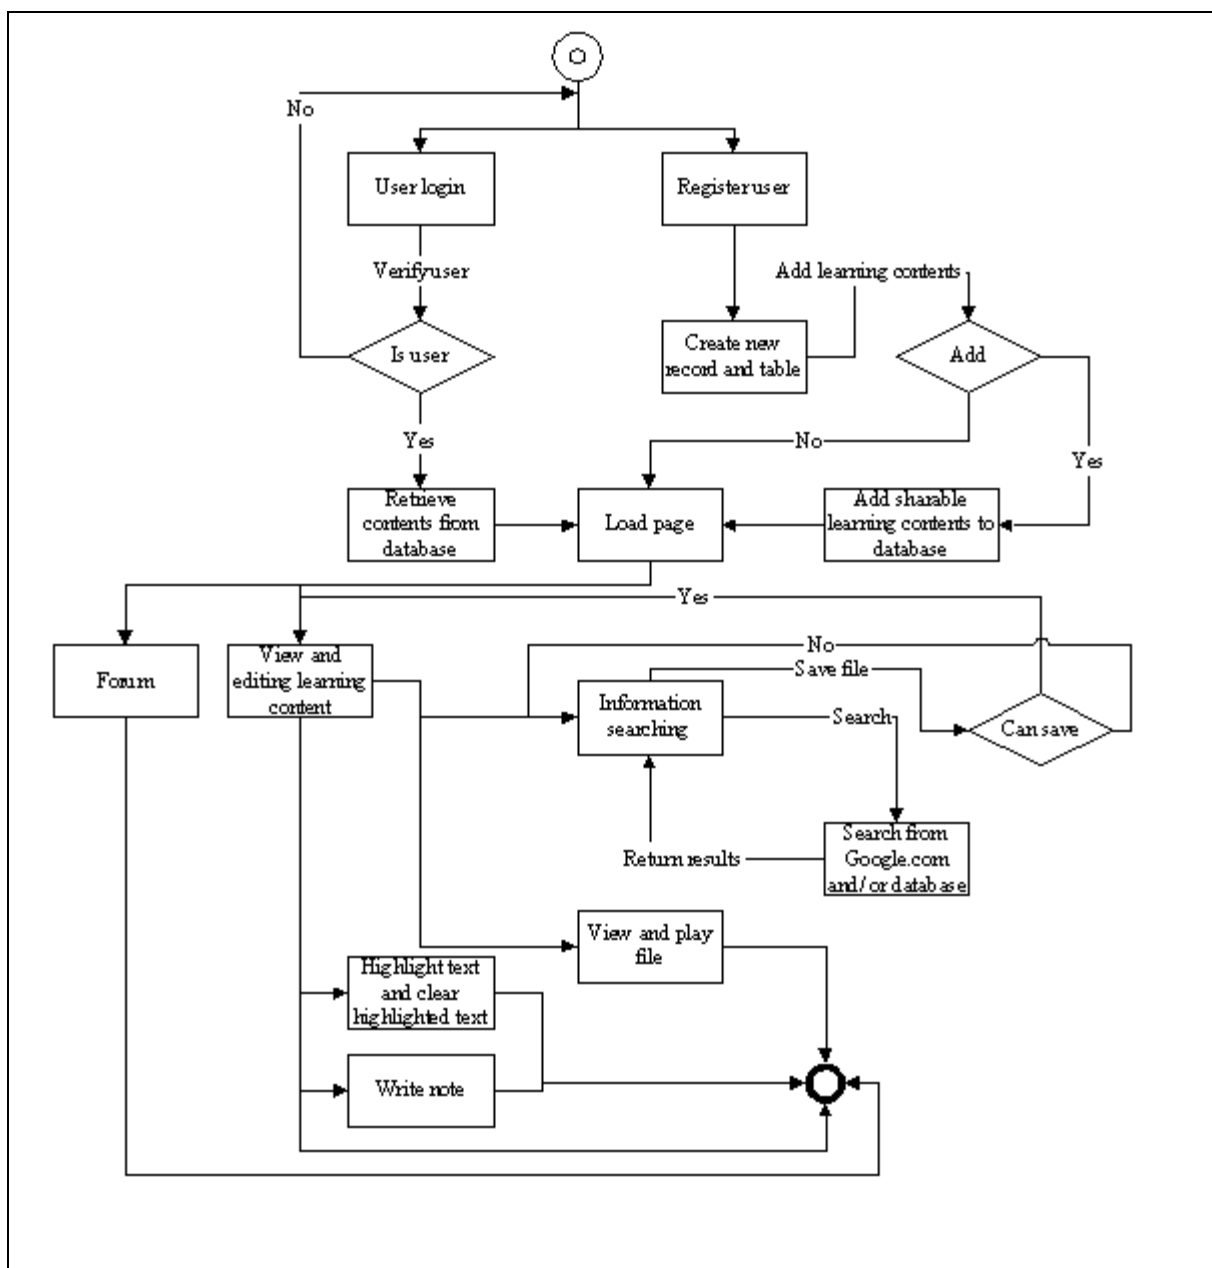 No
User login
Register user
Verify user
Add learning contents
Is user
Create new
record and table
Add
Yes
No
Yes
Retrieve
contents from
database
Load page
Add sharable
learning contents to
database
Yes
Forum
View and
editing learning
content
No
Save file
Information
searching
Search
Can save
Return results
Search from
Google.com
and/or database
View and play
file
Highlight text
and clear
highlighted text
Write note